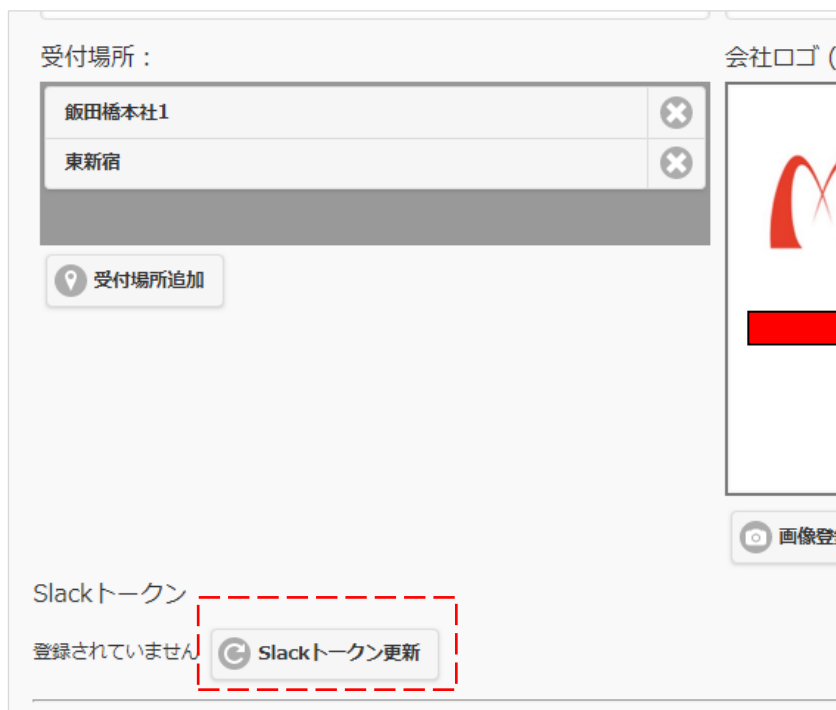 受付場所：
会社ロゴ (
飯田橋本社1
東新宿
受付場所追加
画像登
Slackトークン
登録されていません
Slackトークン更新